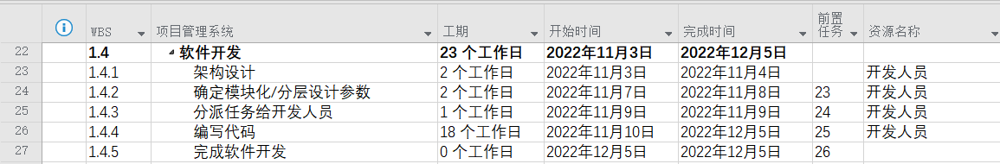 WBS 项目管理系统 工期 开始时间 完成时间 前置任务 资源名称
22 1.4 软件开发 23 个工作日 2022年11月3日 2022年12月5日
23 1.4.1 架构设计 2 个工作日 2022年11月3日 2022年11月4日 开发人员
24 1.4.2 确定模块化/分层设计参数 2 个工作日 2022年11月7日 2022年11月8日 23 开发人员
25 1.4.3 分派任务给开发人员 1 个工作日 2022年11月9日 2022年11月9日 24 开发人员
26 1.4.4 编写代码 18 个工作日 2022年11月10日 2022年12月5日 25 开发人员
27 1.4.5 完成软件开发 0 个工作日 2022年12月5日 2022年12月5日 26